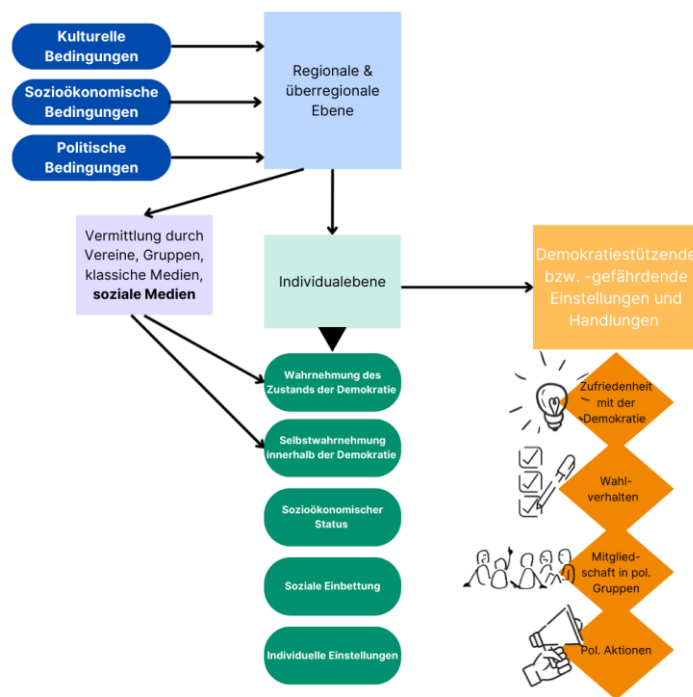 Kulturelle
Bedingungen
Sozioökonomische
Bedingungen
Politische
Bedingungen
Regionale &
überregionale
Ebene
Vermittlung durch
Vereine, Gruppen,
klassiche Medien,
soziale Medien
Individualebene
Demokratiestützende
bzw. -gefährdende
Einstellungen und
Handlungen
Wahrnehmung des
Zustands der Demokratie
Selbstwahrnehmung
innerhalb der Demokratie
Sozioökonomischer
Status
Soziale Einbettung
Individuelle Einstellungen
Zufriedenheit
mit der
Demokratie
Wahl-
verhalten
Mitglied-
schaft in pol.
Gruppen
Pol. Aktionen